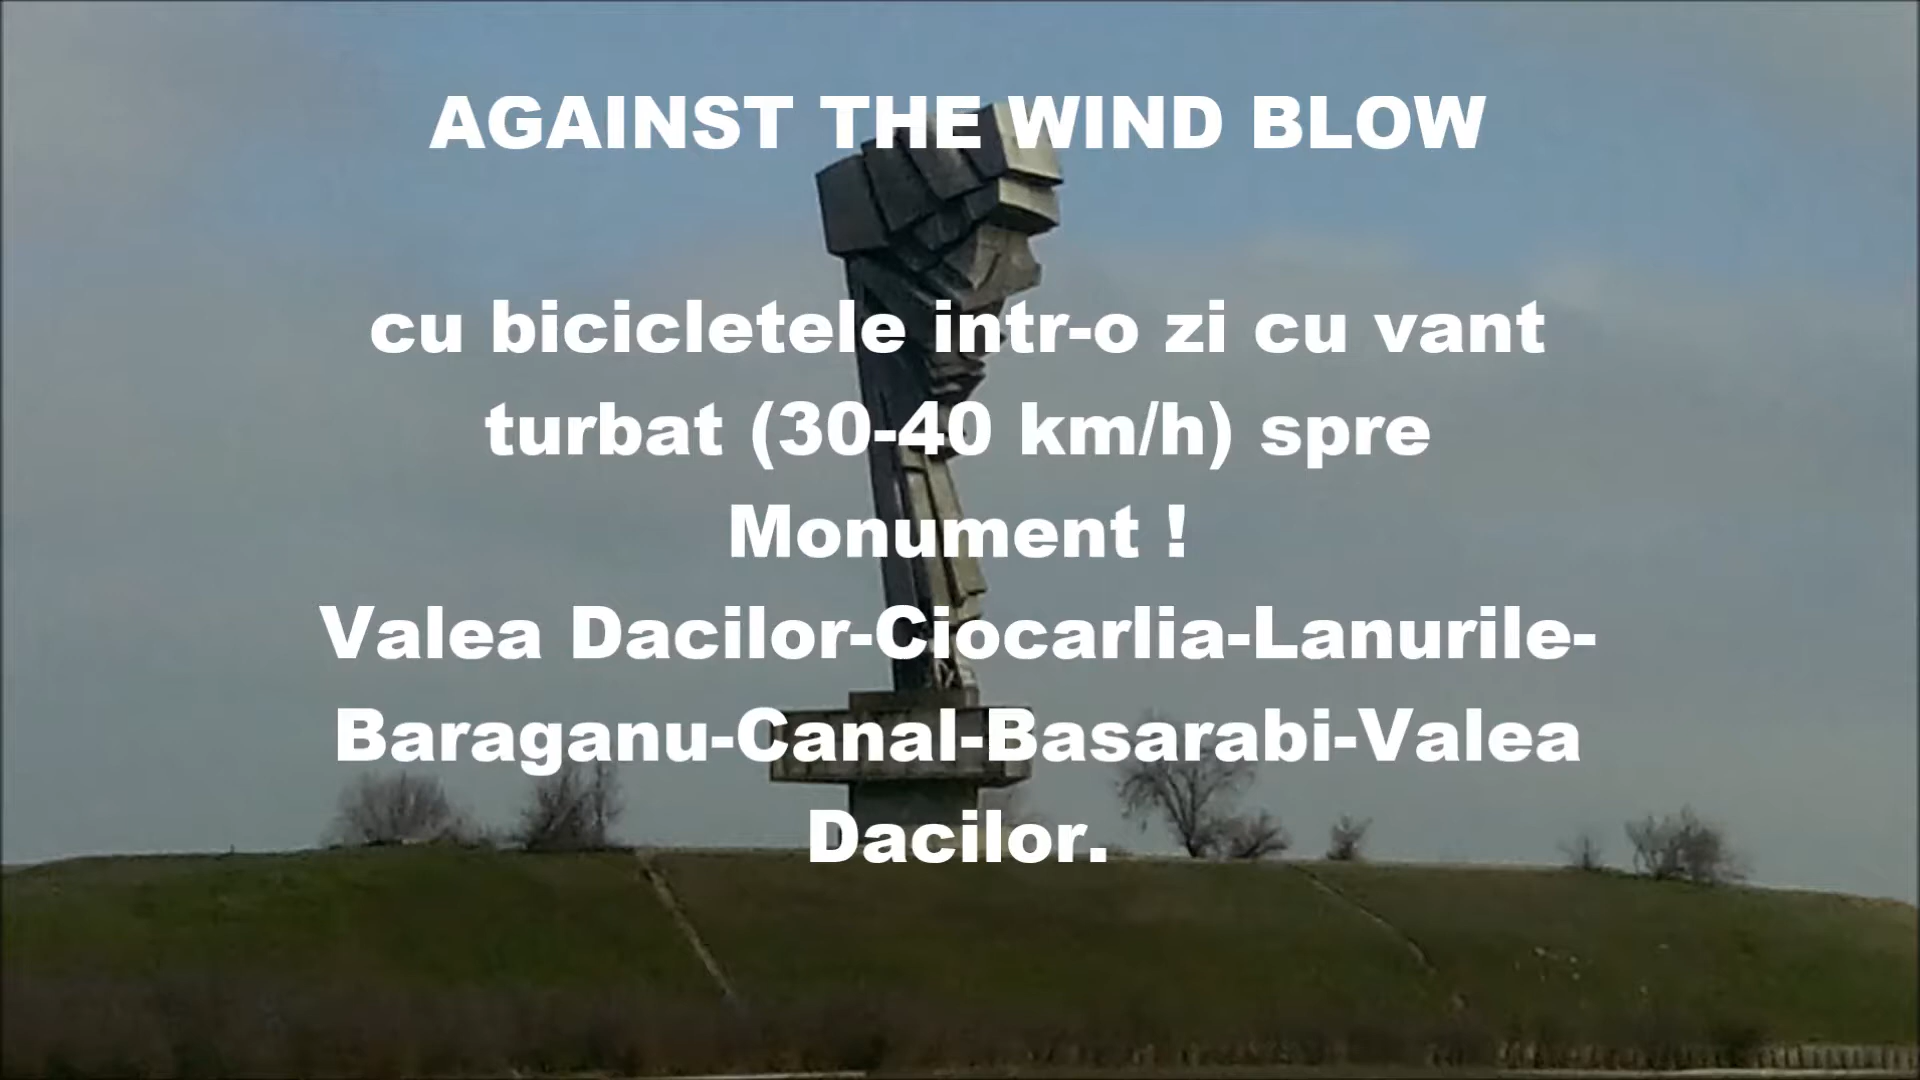 AGAINST THE WIND BLOW
cu bicicletele intr-o zi cu vant
turbat (30-40 km/h) spre
Monument !
Valea Dacilor-Ciocarlia-Lanurile-
Baraganu-Canal-Basarabi-Valea
Dacilor.